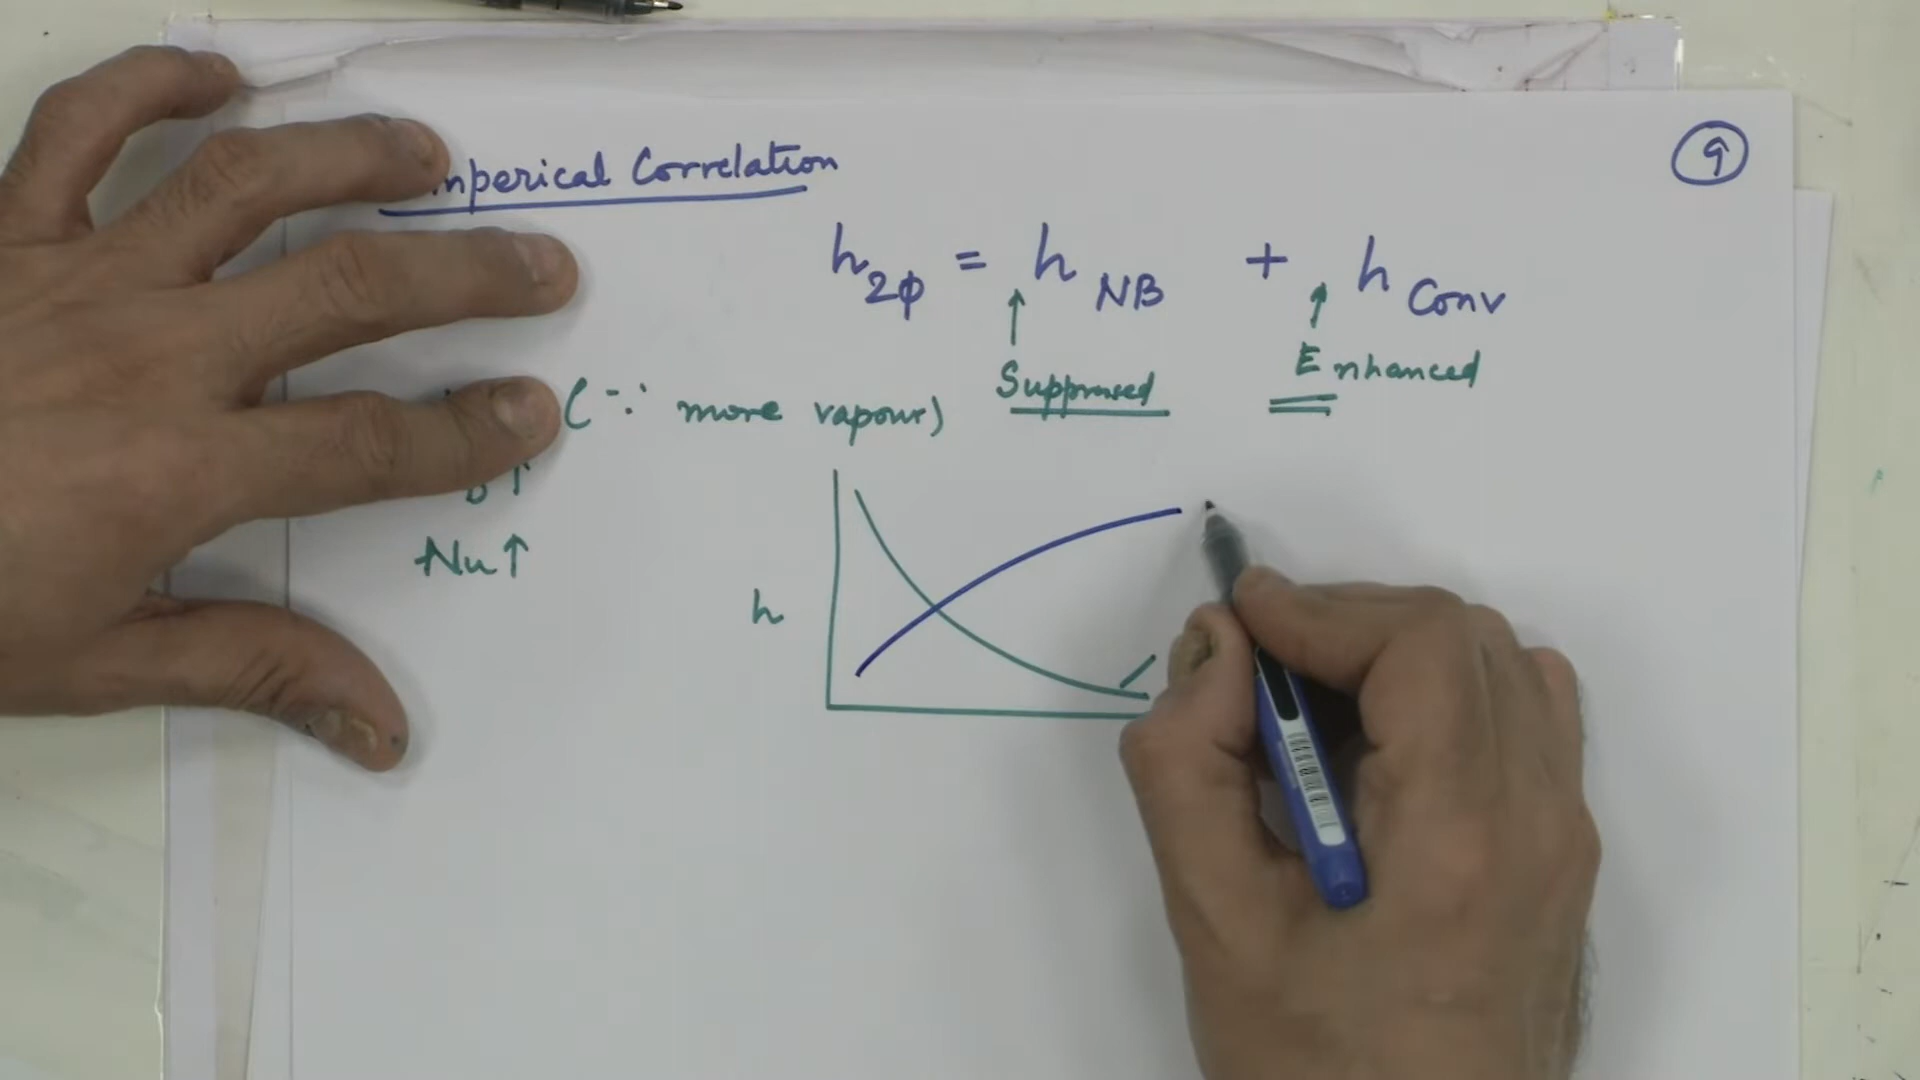 mperical Correlation
9
h2φ = hNB + hConv
↑ ↑
Suppressed Enhanced
(∵ more vapour)
↑
Nu↑
h